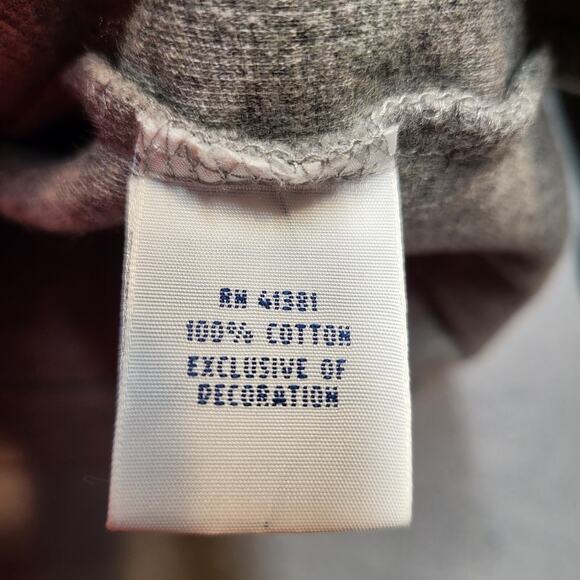 RN 41381
100% COTTON
EXCLUSIVE OF
DECORATION